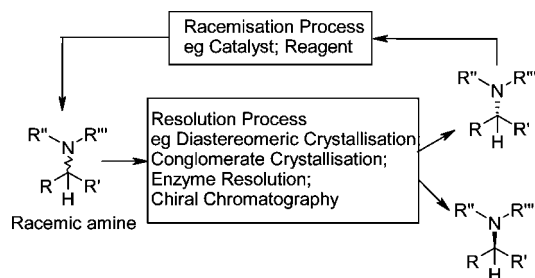 Racemisation Process
eg Catalyst; Reagent
R" R'''
N
R R'
H
Racemic amine
Resolution Process
eg Diastereomeric Crystallisation;
Conglomerate Crystallisation;
Enzyme Resolution;
Chiral Chromatography
R" R'''
N
R R'
H
R" R'''
N
R R'
H